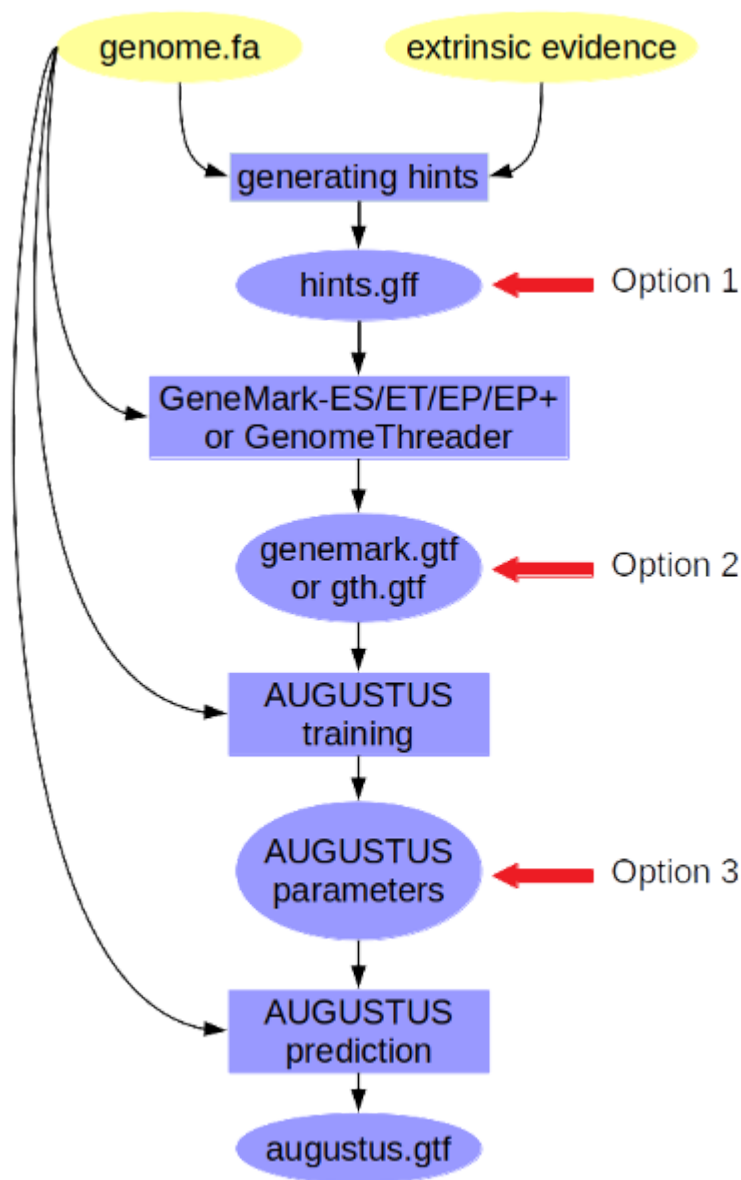 genome.fa
extrinsic evidence
generating hints
hints.gff
Option 1
GeneMark-ES/ET/EP/EP+
or GenomeThreader
genemark.gtf
or gth.gtf
Option 2
AUGUSTUS
training
AUGUSTUS
parameters
Option 3
AUGUSTUS
prediction
augustus.gtf